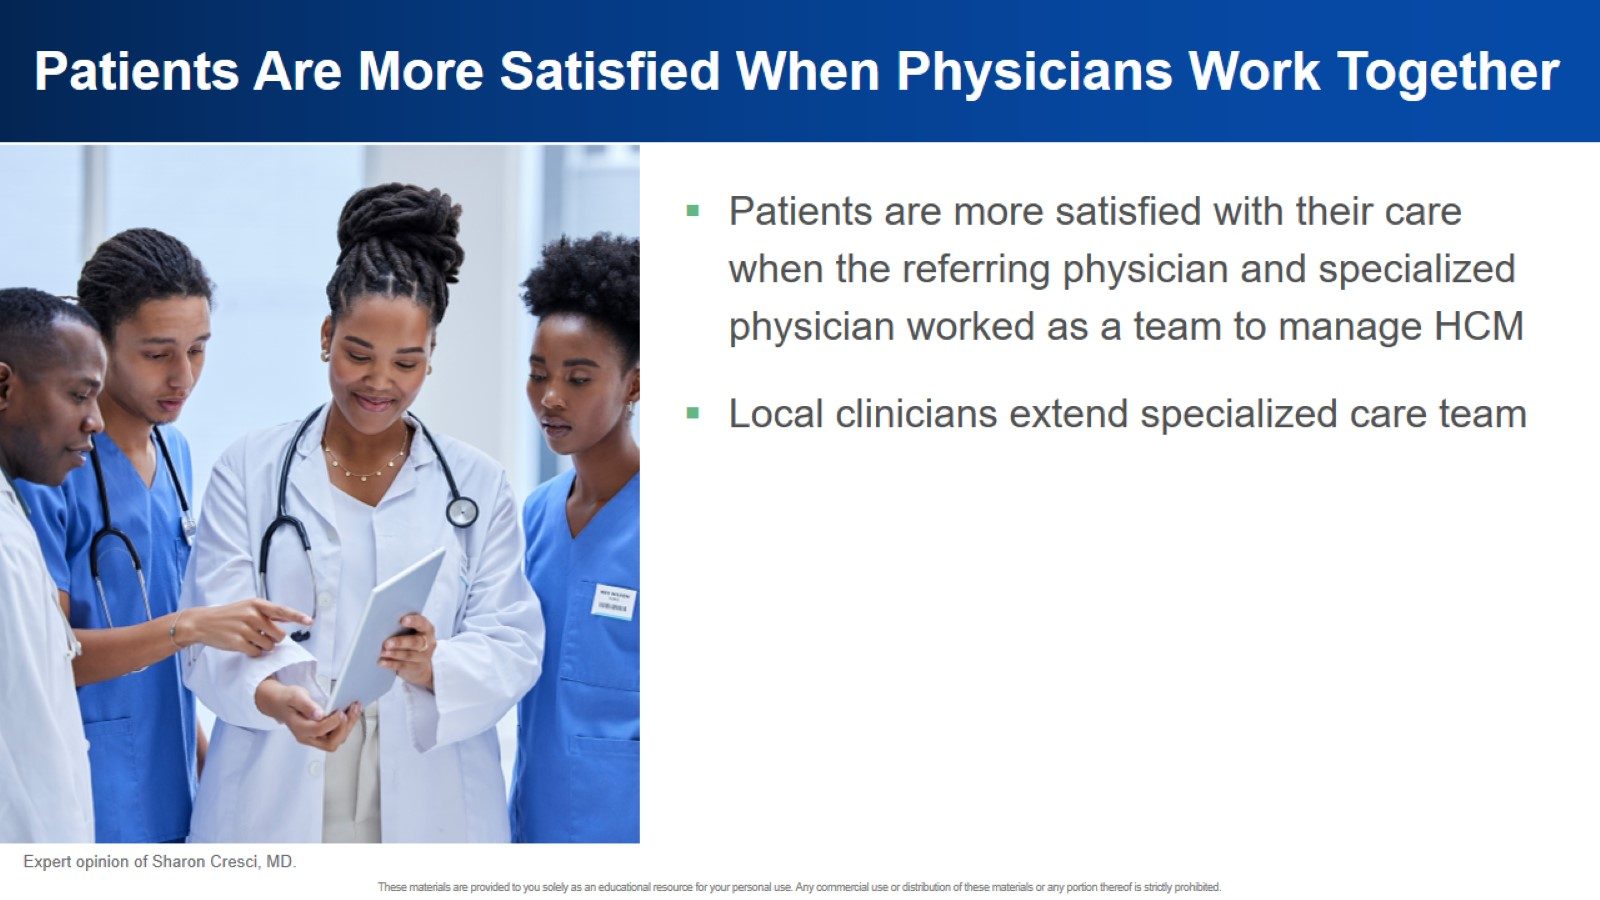 Patients Are More Satisfied When Physicians Work Together
Patients are more satisfied with their care
when the referring physician and specialized
physician worked as a team to manage HCM
Local clinicians extend specialized care team
Expert opinion of Sharon Cresci, MD.
These materials are provided to you solely as an educational resource for your personal use. Any commercial use or distribution of these materials or any portion thereof is strictly prohibited.